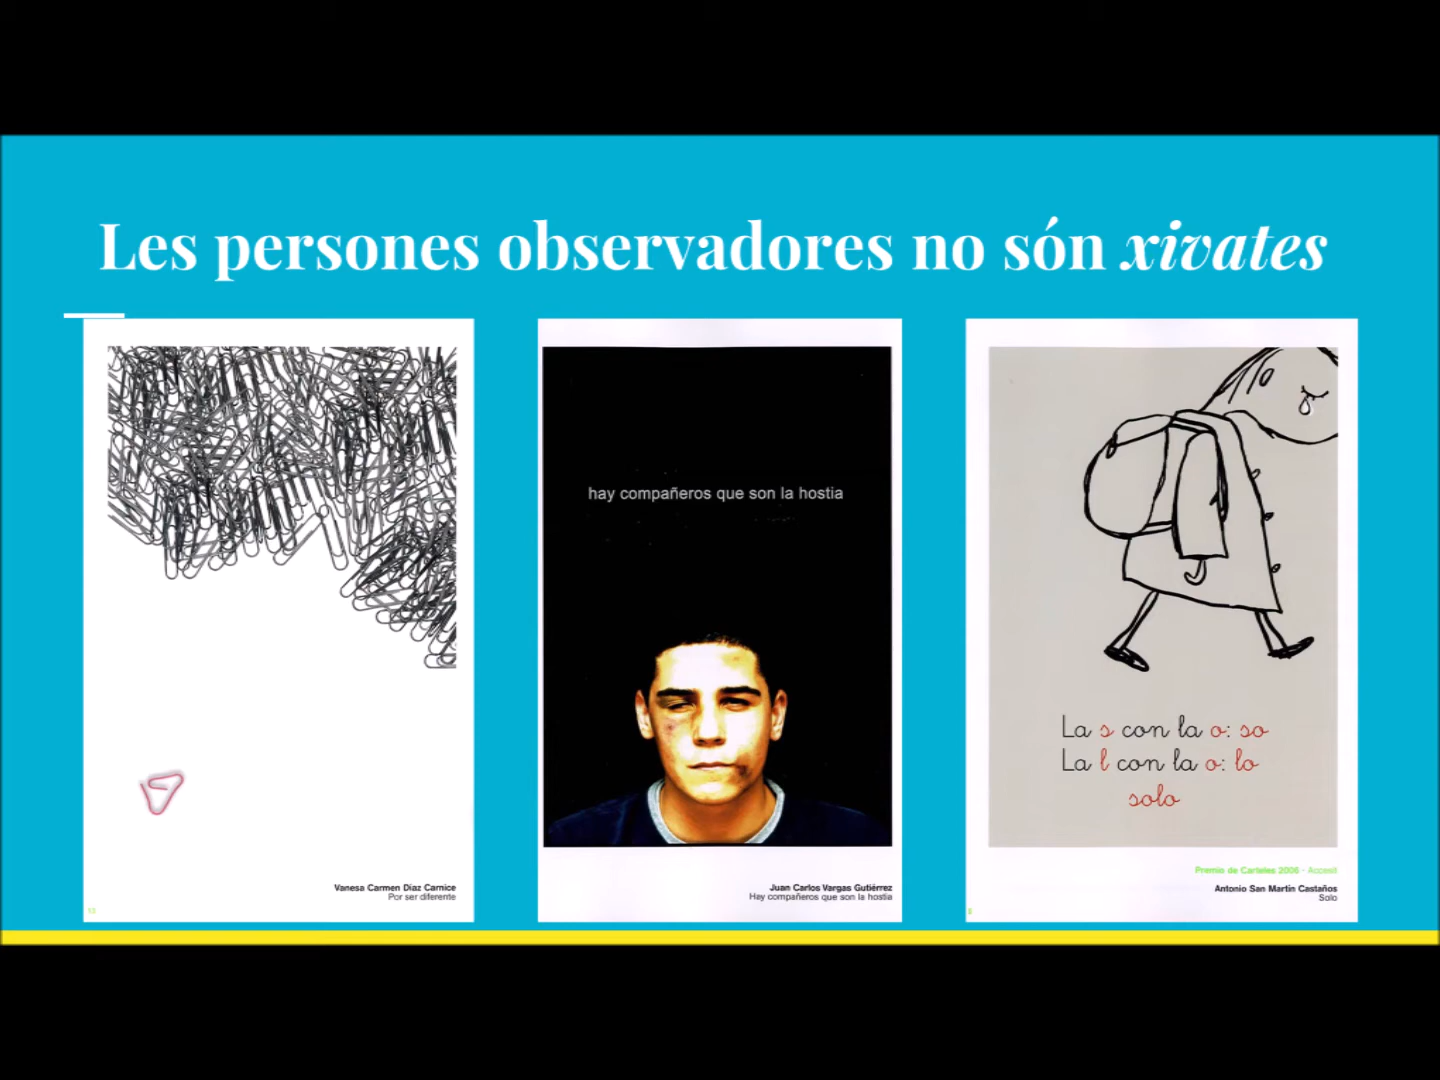 Les persones observadores no són xivates
Vanesa Carmen Díaz Carnice
Por ser diferente
13
hay compañeros que son la hostia
Juan Carlos Vargas Gutiérrez
Hay compañeros que son la hostia
La s con la o: so
La l con la o: lo
solo
Premio de Carteles 2006 - Accesit
Antonio San Martín Castaños
Solo